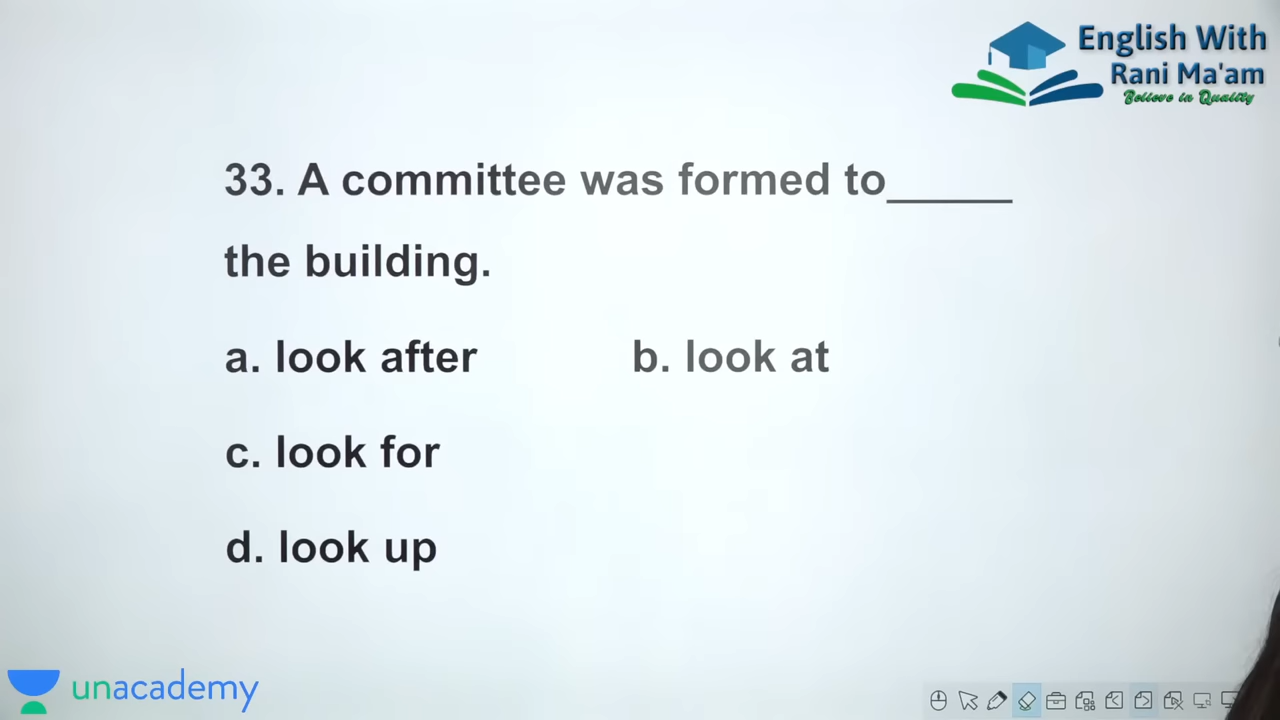 English With
Rani Ma'am
Believe in Quality
33. A committee was formed to______
the building.
a. look after b. look at
c. look for
d. look up
unacademy